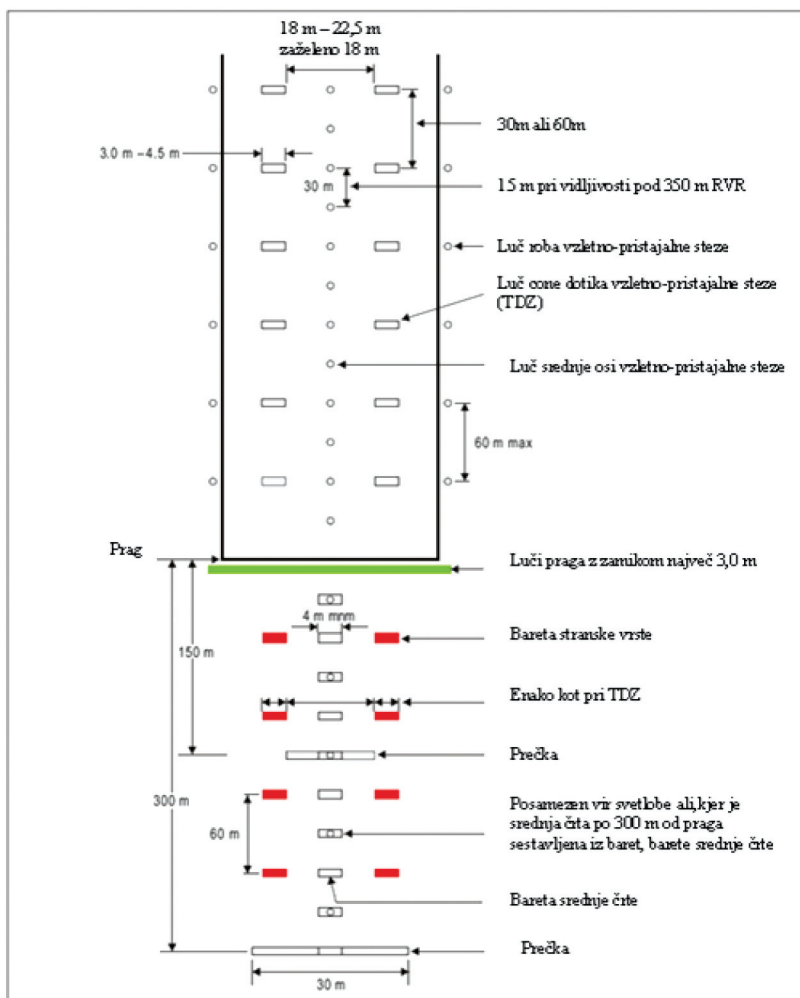 18 m – 22,5 m
zaželeno 18 m
30m ali 60m
3.0 m –4.5 m
30 m
15 m pri vidljivosti pod 350 m RVR
Luč roba vzletno-pristajalne steze
Luč cone dotika vzletno-pristajalne steze
(TDZ)
Luč srednje osi vzletno-pristajalne steze
60 m max
Prag
Luči praga z zamikom največ 3,0 m
4 m mnm
Bareta stranske vrste
150 m
Enako kot pri TDZ
Prečka
300 m
60 m
Posamezen vir svetlobe ali,kjer je
srednja črta po 300 m od praga
sestavljena iz baret, barete srednje črte
Bareta srednje črte
Prečka
30 m